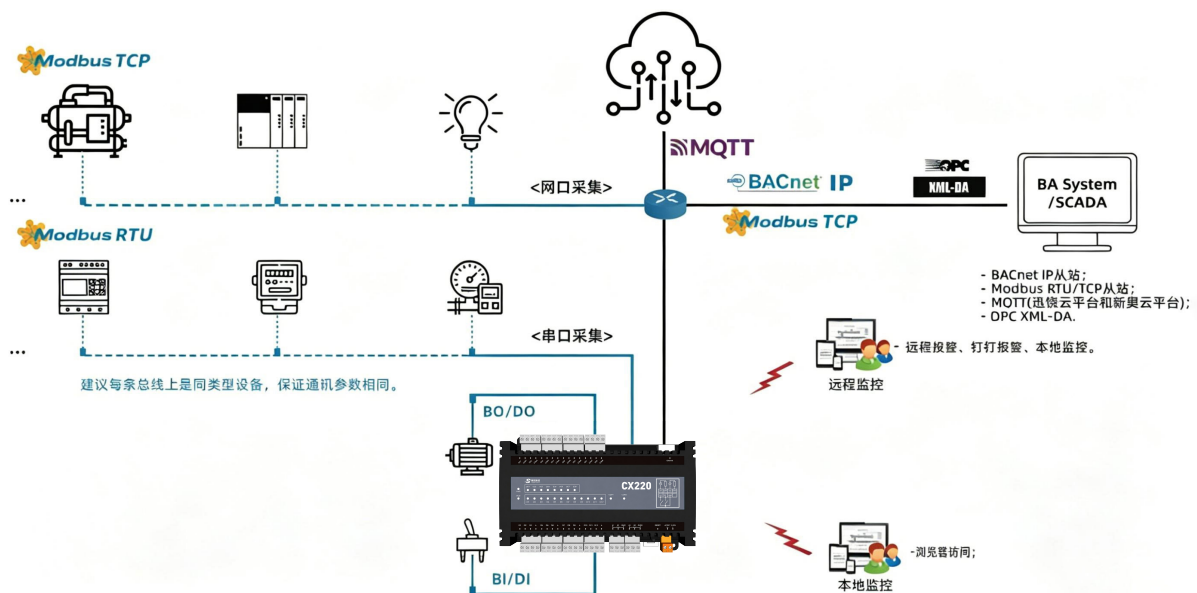 Modbus TCP
MQTT
<网口采集>
BACnet IP
OPC
XML-DA
BA System
/SCADA
...
Modbus TCP
Modbus RTU
- BACnet IP从站;
- Modbus RTU/TCP从站;
- MQTT(迅饶云平台和新奥云平台);
- OPC XML-DA.
...
<串口采集>
- 远程报警、钉钉报警、本地监控。
远程监控
建议每条总线上是同类型设备，保证通讯参数相同。
BO/DO
CX220
BI/DI
-浏览器访问;
本地监控